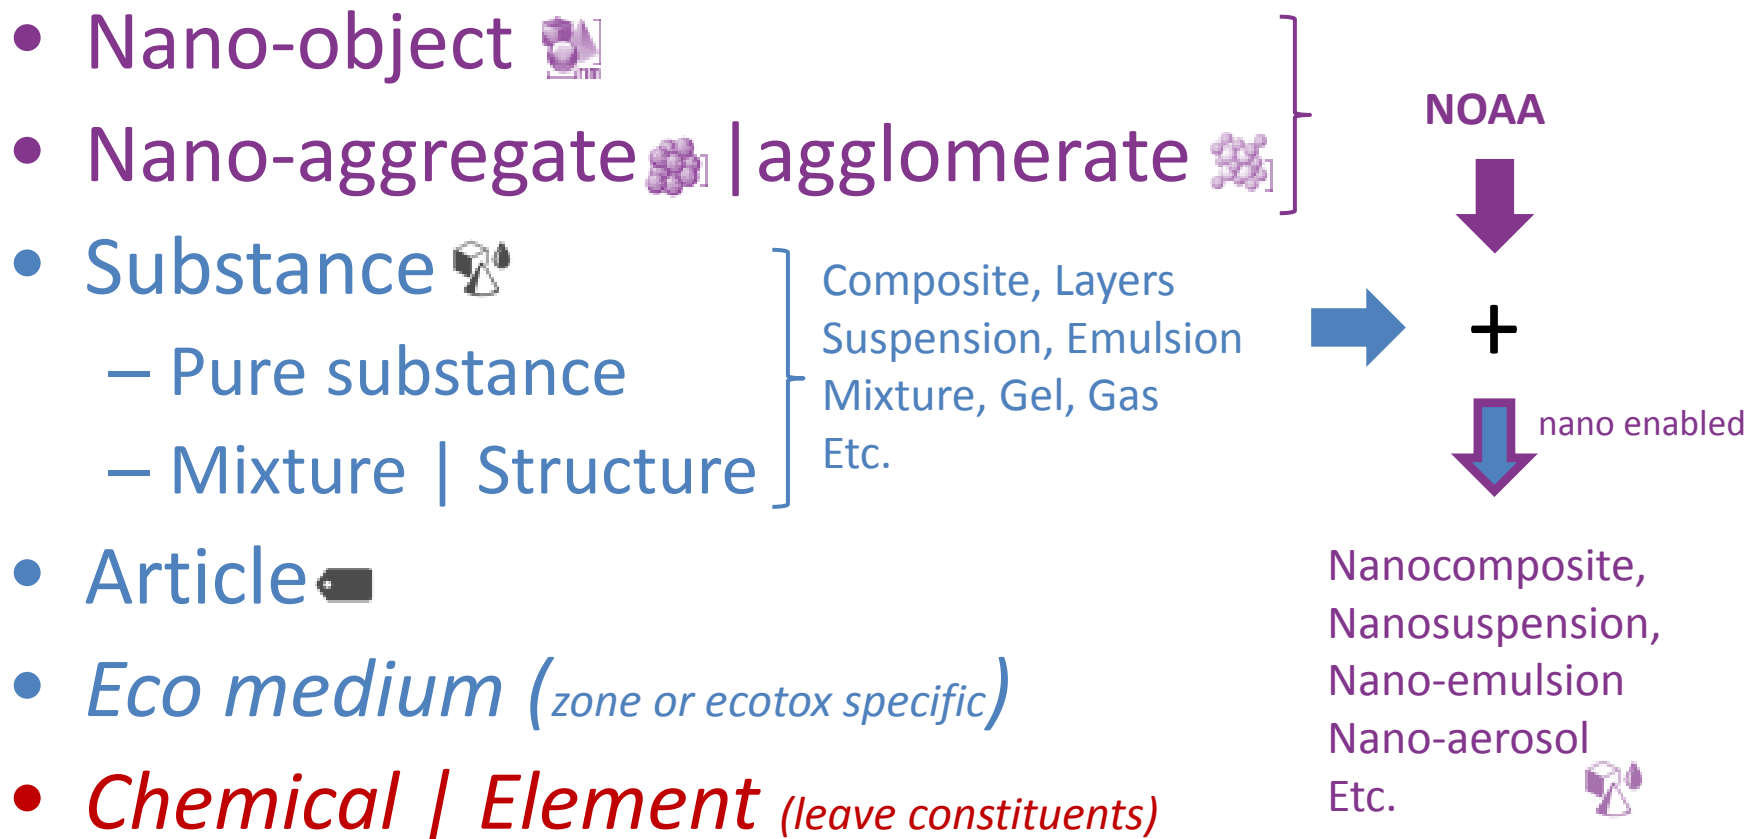 • Nano-object
nm
• Nano-aggregate | agglomerate
• Substance
– Pure substance
– Mixture | Structure
• Article
• Eco medium (zone or ecotox specific)
• Chemical | Element (leave constituents)
Composite, Layers
Suspension, Emulsion
Mixture, Gel, Gas
Etc.
NOAA
+
nano enabled
Nanocomposite,
Nanosuspension,
Nano-emulsion
Nano-aerosol
Etc.